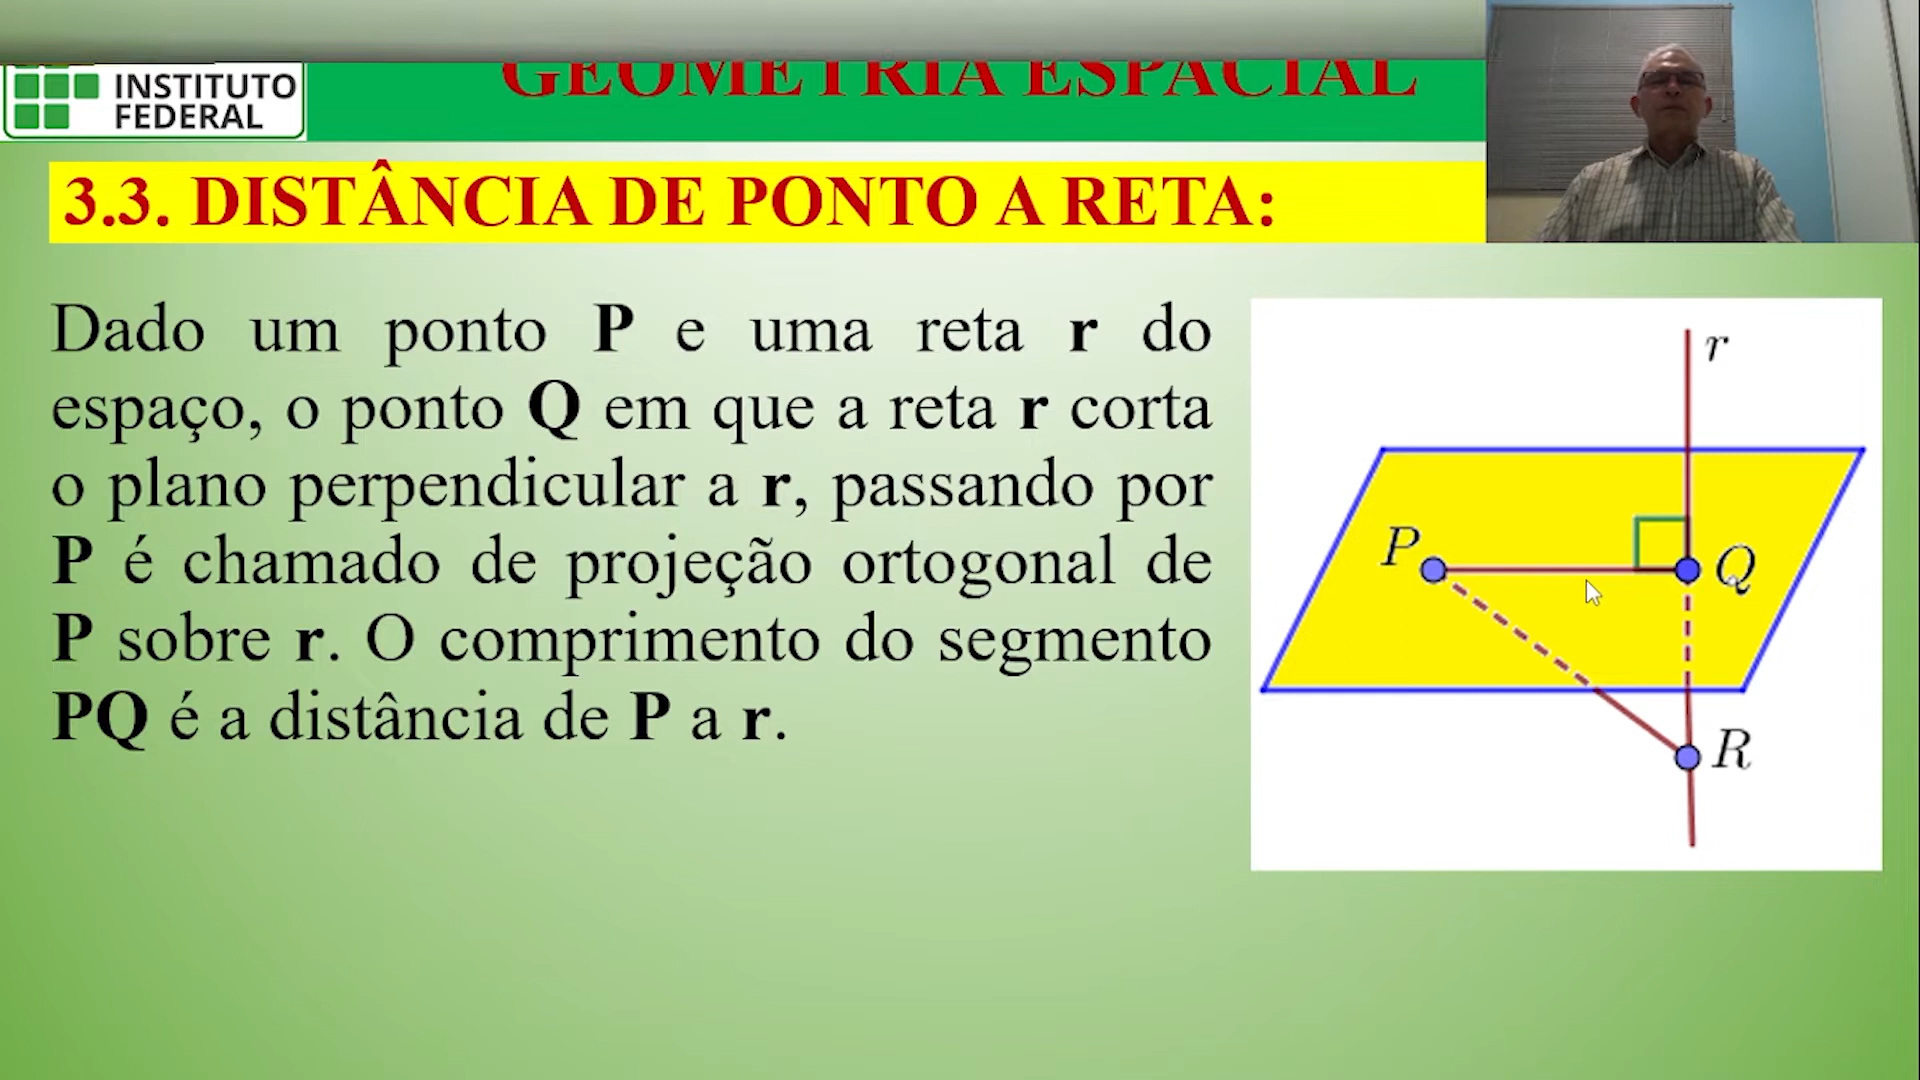 GEOMETRIA ESPACIAL
INSTITUTO
FEDERAL
3.3. DISTÂNCIA DE PONTO A RETA:
Dado um ponto P e uma reta r do
espaço, o ponto Q em que a reta r corta
o plano perpendicular a r, passando por
P é chamado de projeção ortogonal de
P sobre r. O comprimento do segmento
PQ é a distância de P a r.
r
P
Q
R